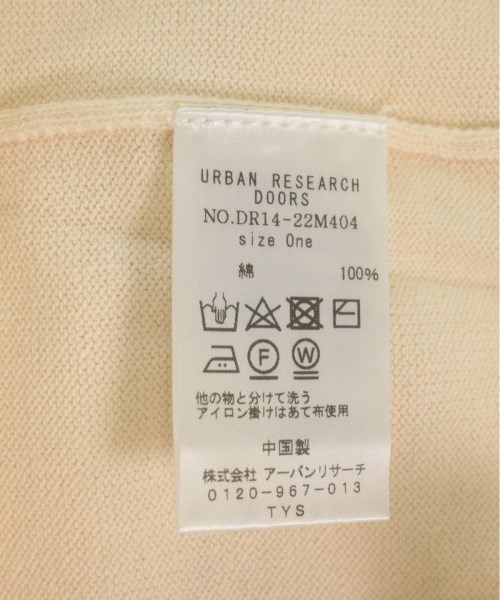 URBAN RESEARCH
DOORS
NO.DR14-22M404
size One
綿 100%
F W
他の物と分けて洗う
アイロン掛けはあて布使用
中国製
株式会社 アーバンリサーチ
0120-967-013
TYS